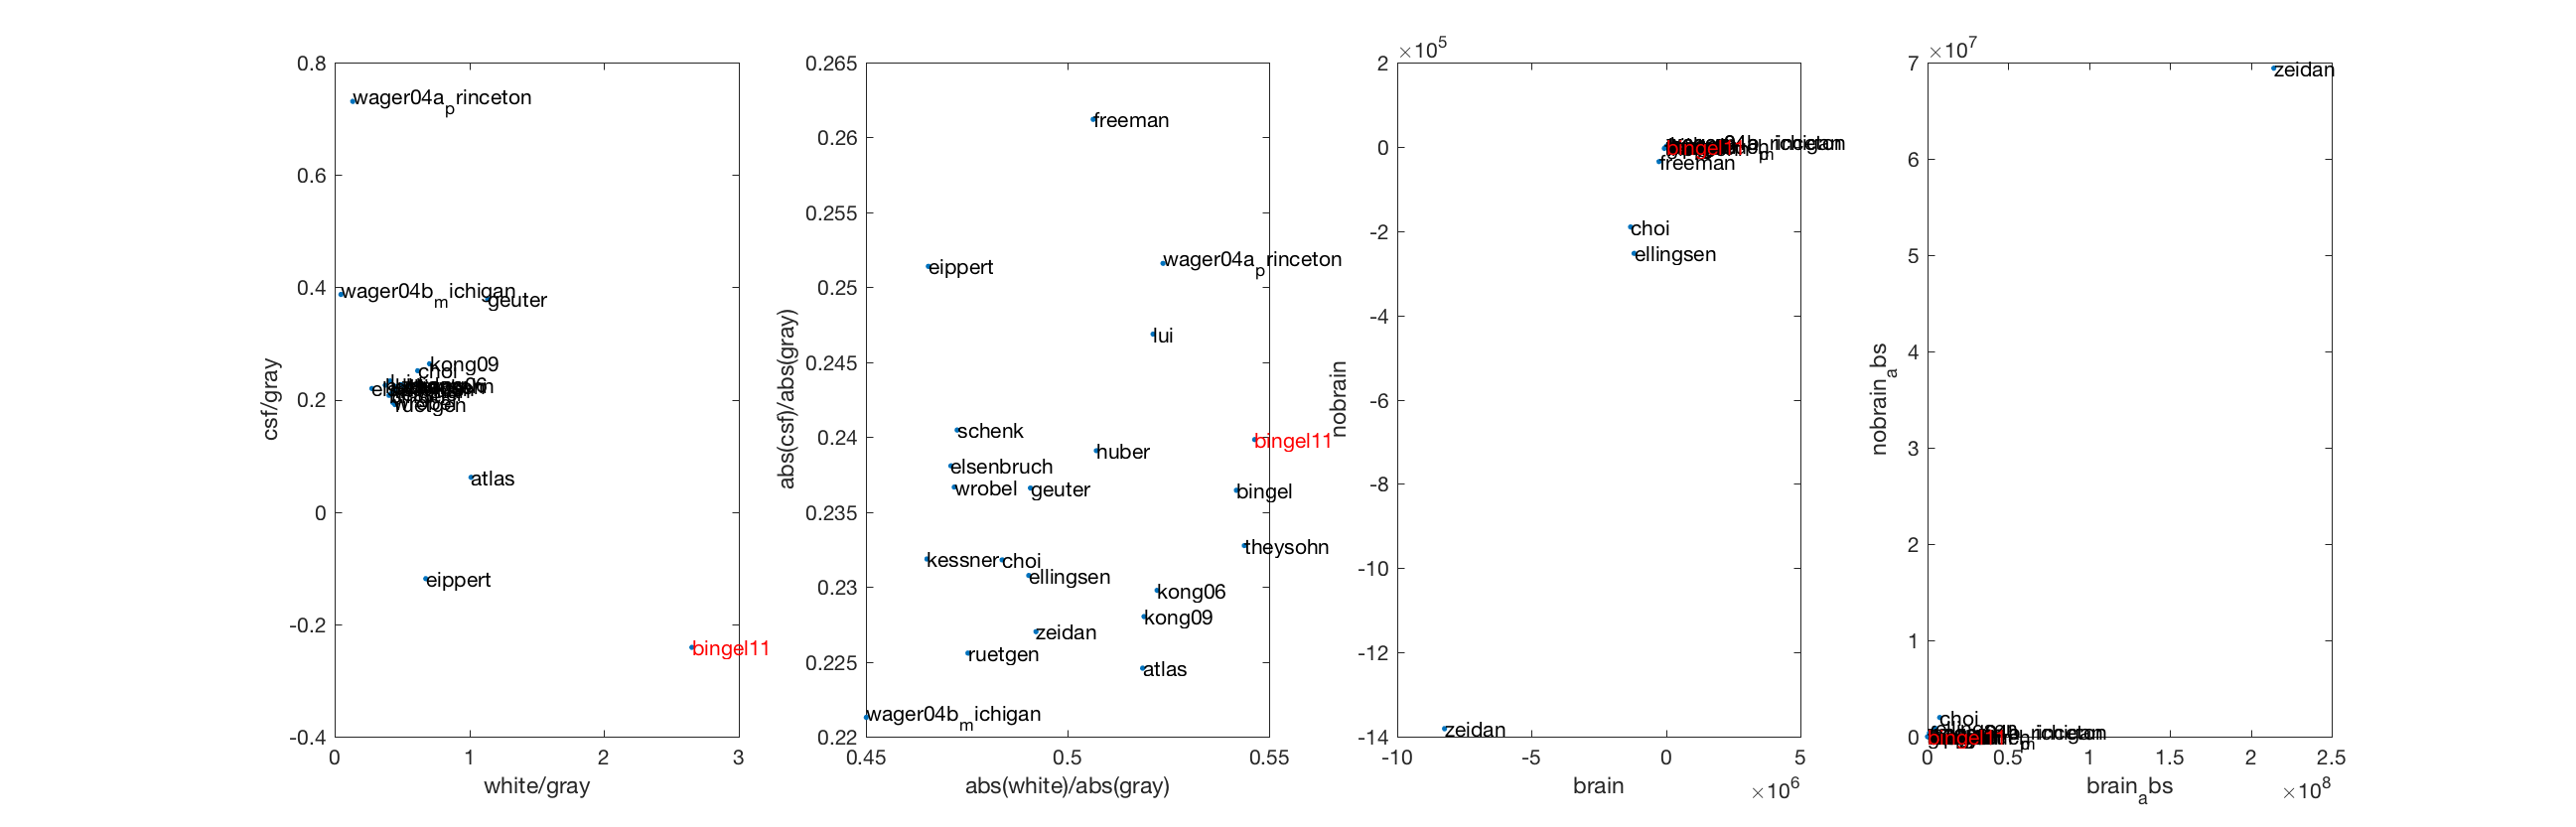 0.8
0.6
0.4
0.2
0
-0.2
-0.4
csf/gray
wager04a_princeton
wager04b_michigan
geuter
kong09
choi
ruetgen
atlas
eippert
bingel11
0 1 2 3
white/gray
0.265
0.26
0.255
0.25
0.245
0.24
0.235
0.23
0.225
0.22
abs(csf)/abs(gray)
freeman
wager04a_princeton
eippert
lui
schenk
bingel11
huber
elsenbruch
wrobel
geuter
bingel
theysohn
kessner
choi
ellingsen
kong06
kong09
zeidan
ruetgen
atlas
wager04b_michigan
0.45 0.5 0.55
abs(white)/abs(gray)
×10^5
2
0
-2
-4
-6
-8
-10
-12
-14
nobrain
bingel11
freeman
choi
ellingsen
zeidan
-10 -5 0 5
×10^6
brain
×10^7
7
6
5
4
3
2
1
0
nobrain_abs
zeidan
choi
bingel11
0 0.5 1 1.5 2 2.5
×10^8
brain_abs